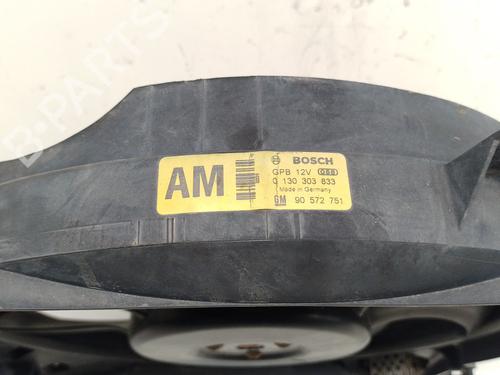 B-PARTS
AM
BOSCH
GPB 12V
0 130 303 833
Made in Germany
GM 90 572 751